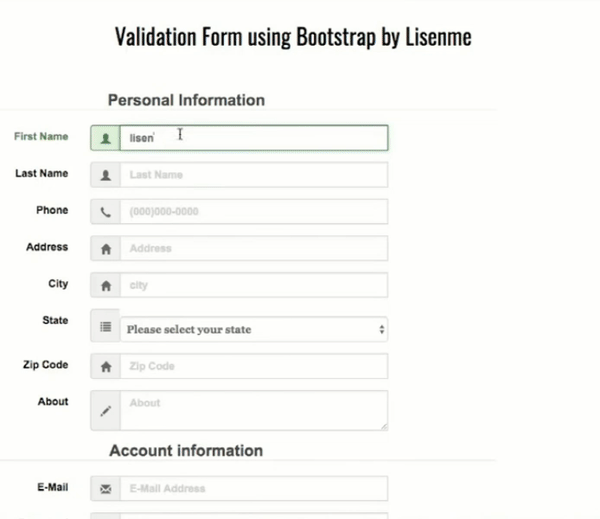 Validation Form using Bootstrap by Lisenme
Personal Information
First Name lisen
Last Name Last Name
Phone (000)000-0000
Address Address
City city
State Please select your state
Zip Code Zip Code
About About
Account information
E-Mail E-Mail Address